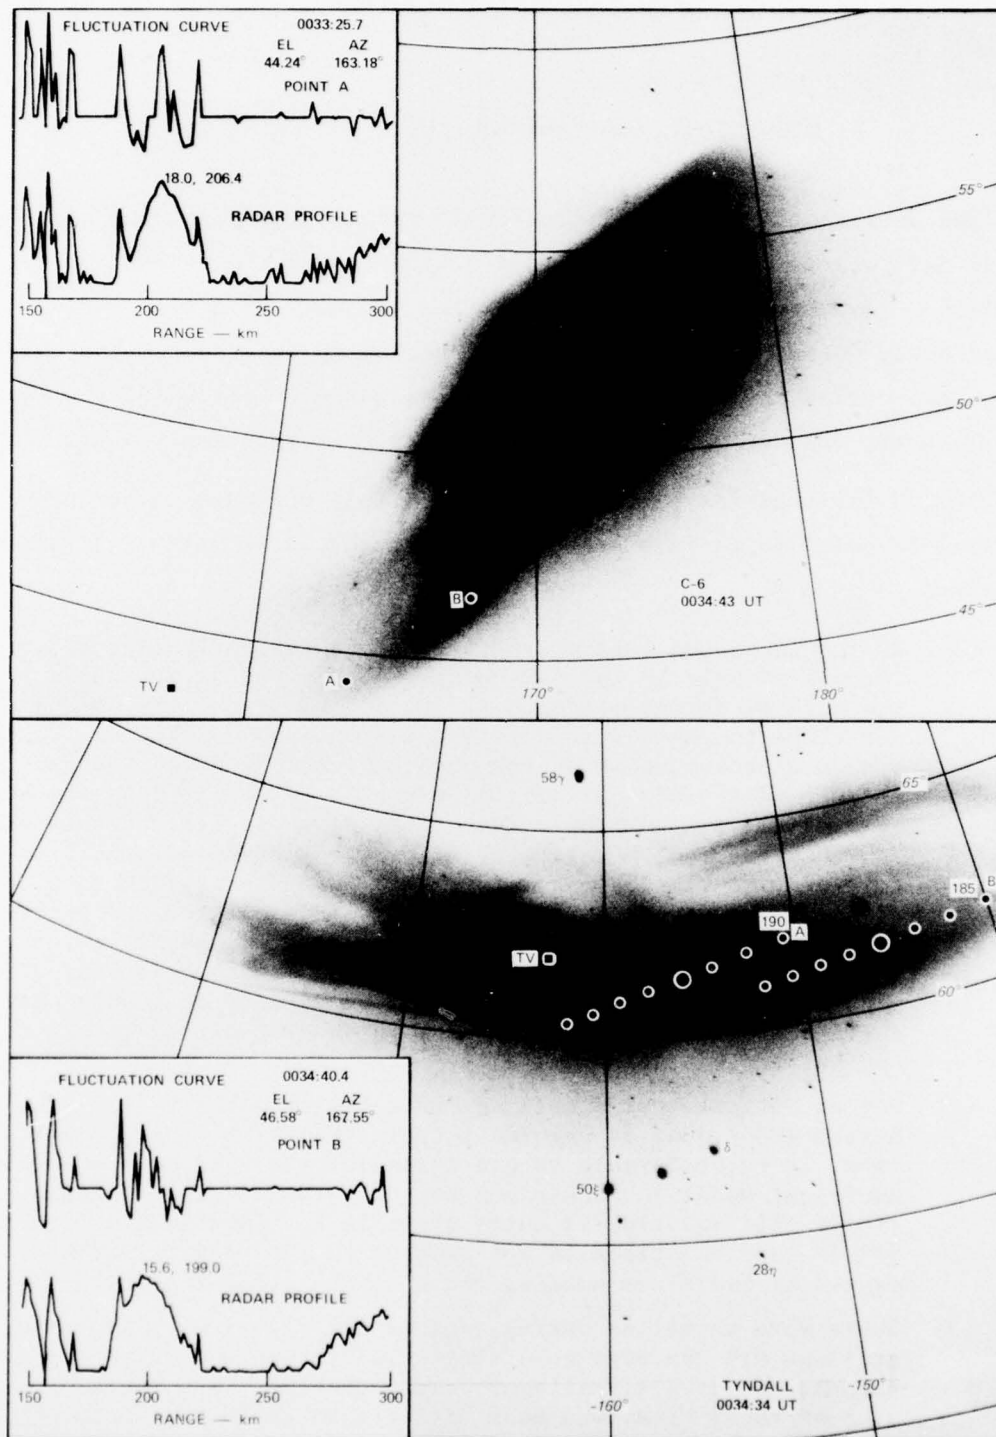 FLUCTUATION CURVE 0033:25.7
EL AZ
44.24° 163.18°
POINT A
18.0, 206.4
RADAR PROFILE
150 200 250 300
RANGE — km
55°
50°
B
C-6
0034:43 UT
45°
TV
A
170°
180°
58γ
65°
185
B
190
A
TV
60°
FLUCTUATION CURVE 0034:40.4
EL AZ
46.58° 167.55°
POINT B
15.6, 199.0
RADAR PROFILE
150 200 250 300
RANGE — km
δ
50ξ
28η
TYNDALL
0034:34 UT
-160°
-150°